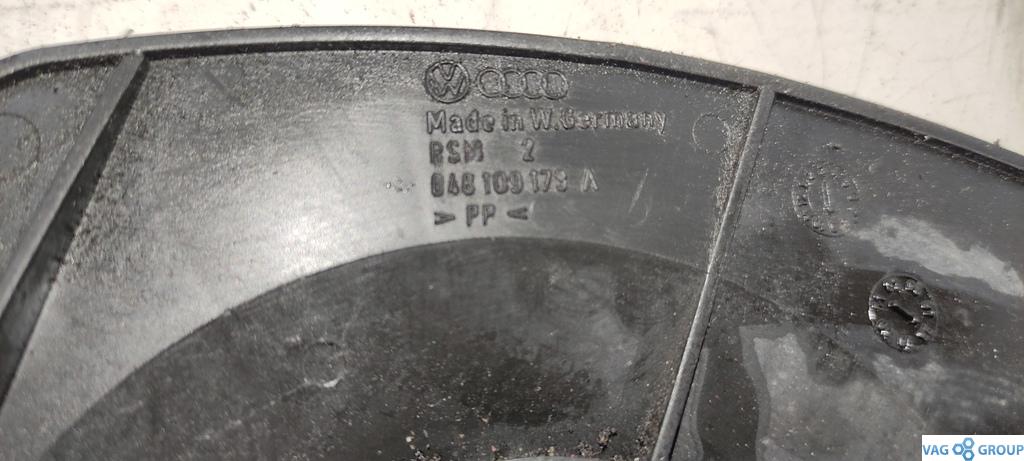 Made in W.Germany
RSM 2
048 109 173 A
> PP <
VAG GROUP